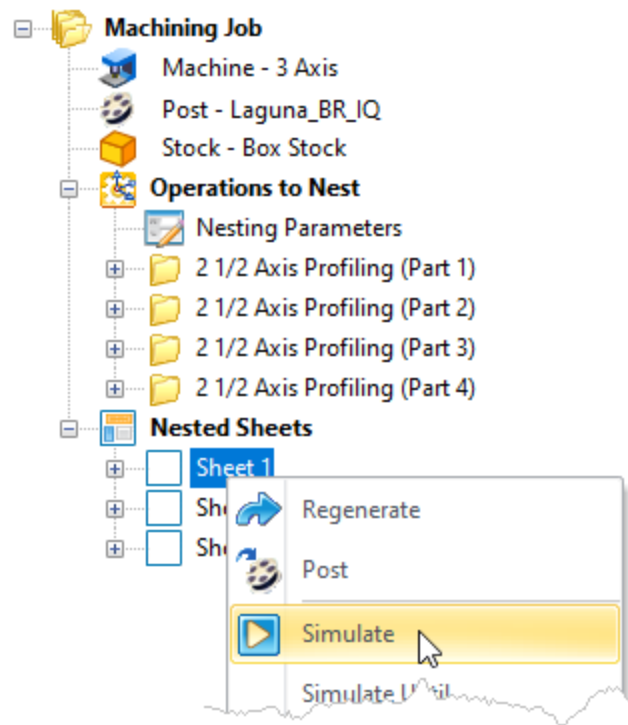 Machining Job
Machine - 3 Axis
Post - Laguna_BR_IQ
Stock - Box Stock
Operations to Nest
Nesting Parameters
2 1/2 Axis Profiling (Part 1)
2 1/2 Axis Profiling (Part 2)
2 1/2 Axis Profiling (Part 3)
2 1/2 Axis Profiling (Part 4)
Nested Sheets
Sheet 1
Regenerate
Post
Simulate
Simulate Until